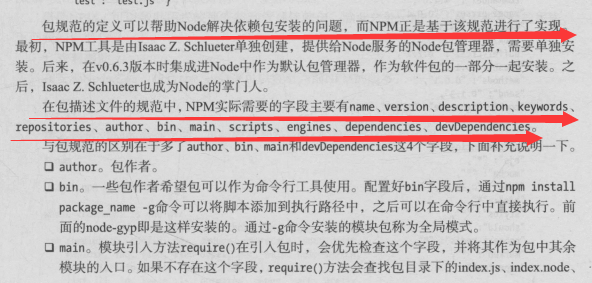 test : test.js }
包规范的定义可以帮助Node解决依赖包安装的问题，而NPM正是基于该规范进行了实现。
最初，NPM工具是由Isaac Z. Schlueter单独创建，提供给Node服务的Node包管理器，需要单独安
装。后来，在v0.6.3版本时集成进Node中作为默认包管理器，作为软件包的一部分一起安装。之
后，Isaac Z. Schlueter也成为Node的掌门人。
在包描述文件的规范中，NPM实际需要的字段主要有name、version、description、keywords、
repositories、author、bin、main、scripts、engines、dependencies、devDependencies。
与包规范的区别在于多了author、bin、main和devDependencies这4个字段，下面补充说明一下。
❑ author。包作者。
❑ bin。一些包作者希望包可以作为命令行工具使用。配置好bin字段后，通过npm install
package_name -g命令可以将脚本添加到执行路径中，之后可以在命令行中直接执行。前
面的node-gyp即是这样安装的。通过-g命令安装的模块包称为全局模式。
❑ main。模块引入方法require()在引入包时，会优先检查这个字段，并将其作为包中其余
模块的入口。如果不存在这个字段，require()方法会查找包目录下的index.js、index.node、